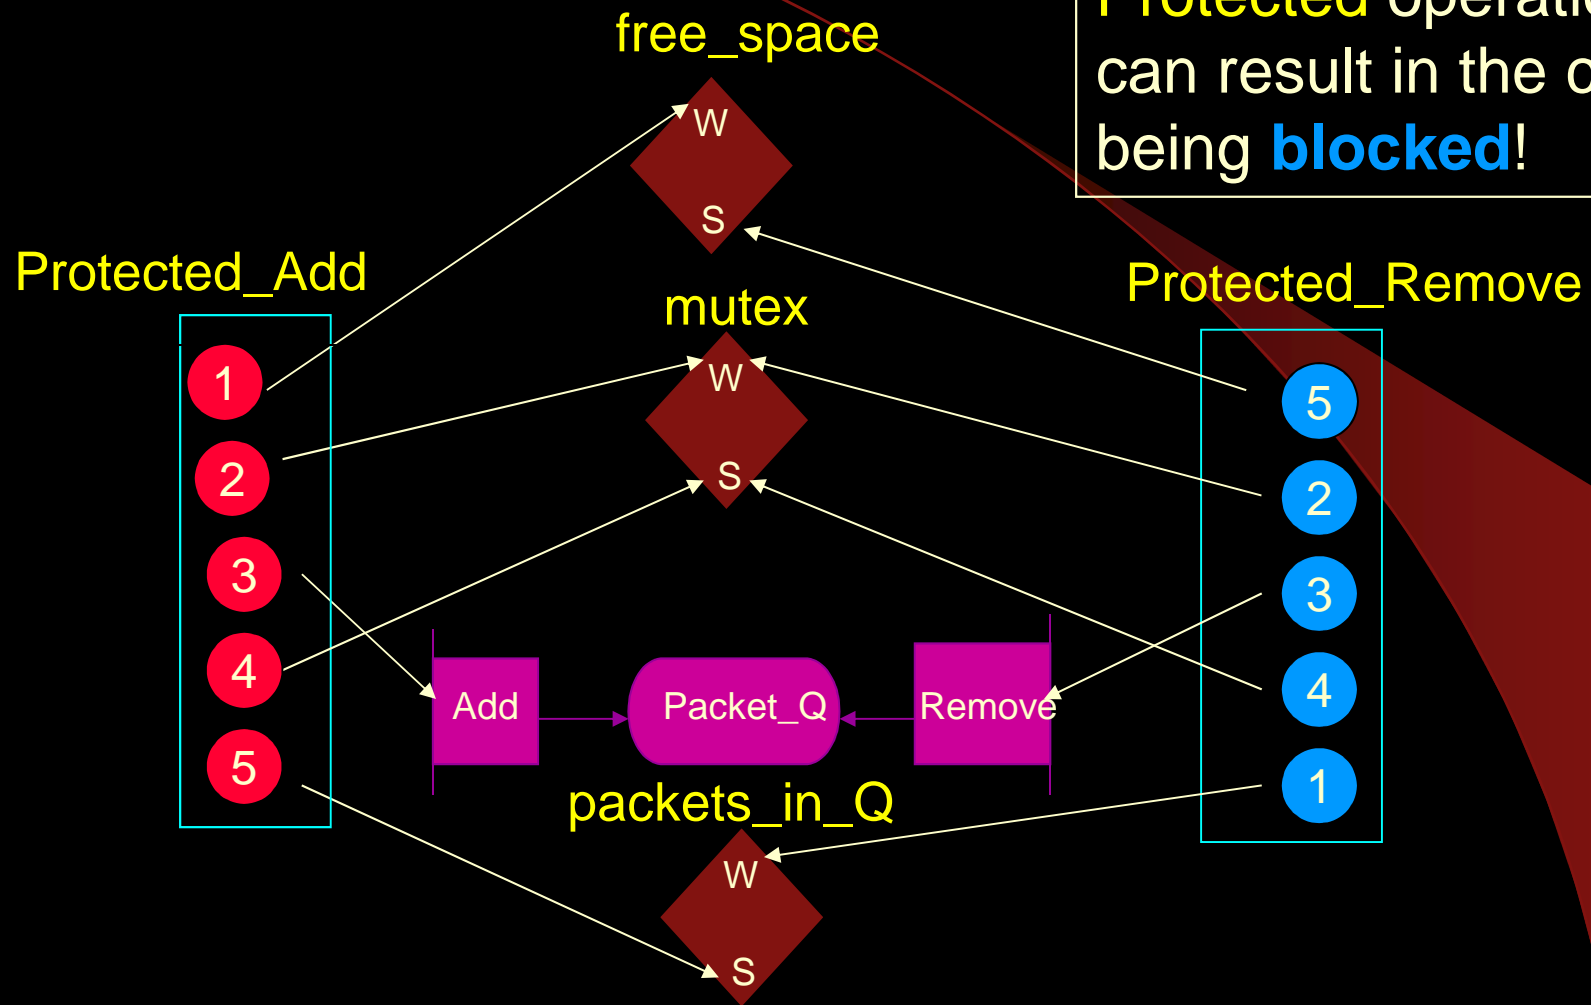 free_space
Protected
can result in the
being blocked!
W
S
Protected_Add
mutex
Protected_Remove
1
2
3
4
5
W
S
5
2
3
4
1
Add
Packet_Q
Remove
packets_in_Q
W
S